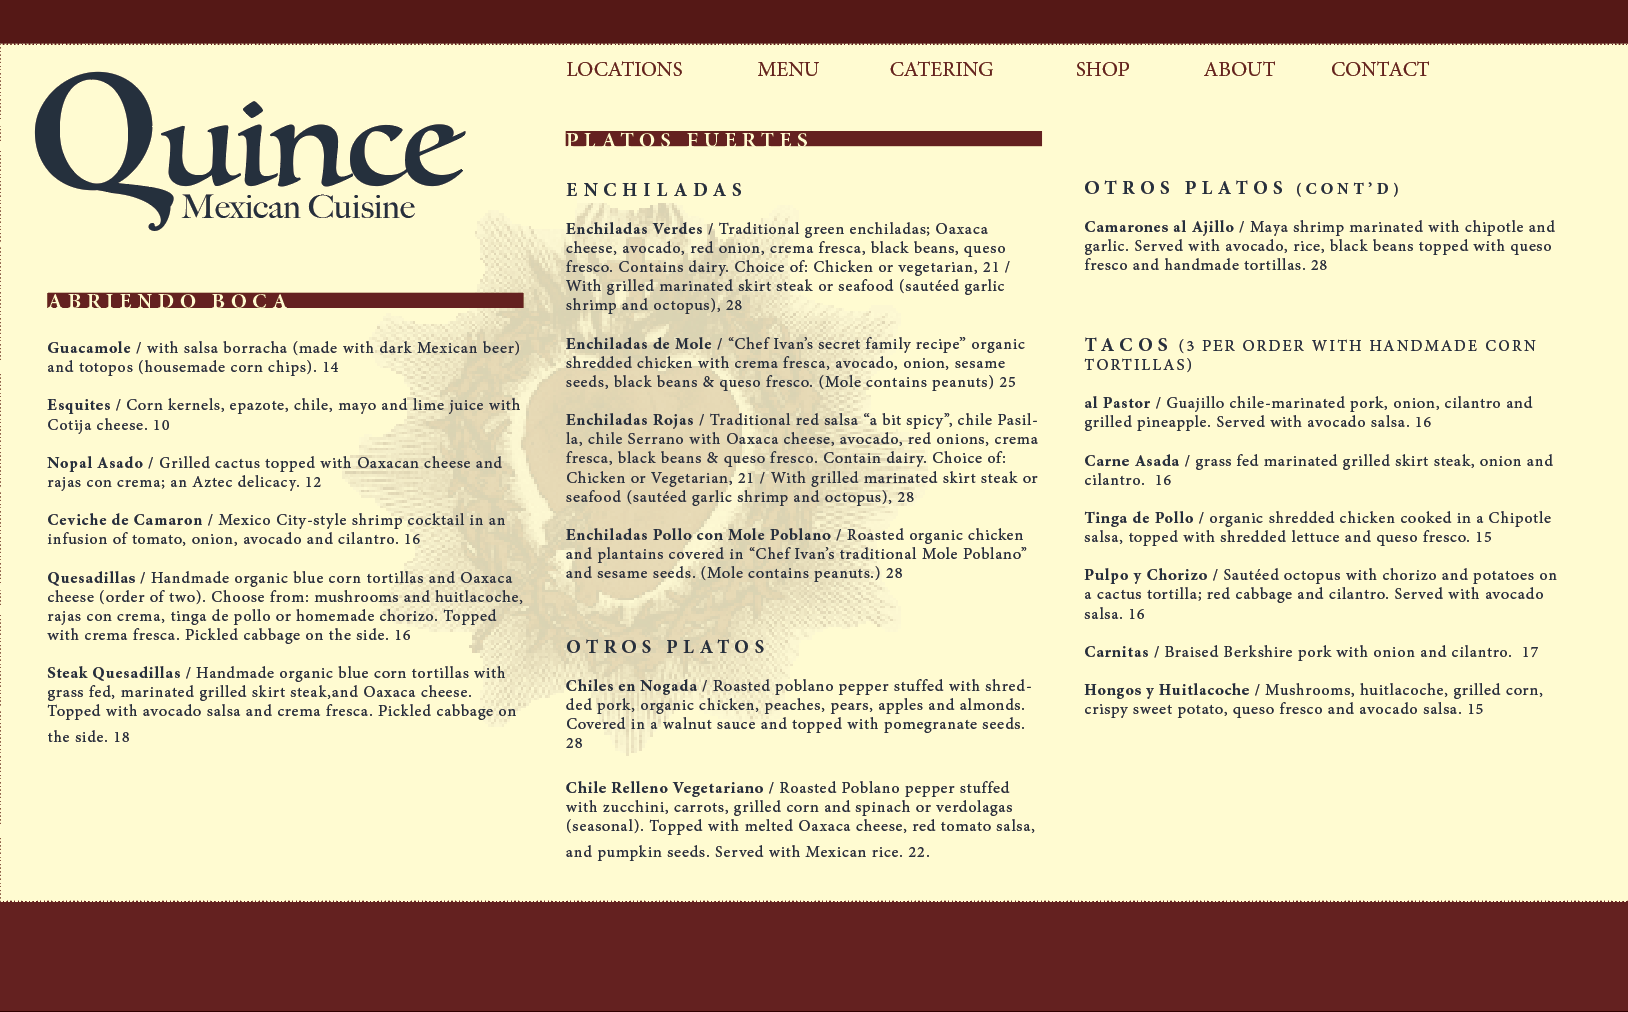 Quince
Mexican Cuisine
LOCATIONS MENU CATERING SHOP ABOUT CONTACT
ABRIENDO BOCA
Guacamole / with salsa borracha (made with dark Mexican beer)
and totopos (housemade corn chips). 14
Esquites / Corn kernels, epazote, chile, mayo and lime juice with
Cotija cheese. 10
Nopal Asado / Grilled cactus topped with Oaxacan cheese and
rajas con crema; an Aztec delicacy. 12
Ceviche de Camaron / Mexico City-style shrimp cocktail in an
infusion of tomato, onion, avocado and cilantro. 16
Quesadillas / Handmade organic blue corn tortillas and Oaxaca
cheese (order of two). Choose from: mushrooms and huitlacoche,
rajas con crema, tinga de pollo or homemade chorizo. Topped
with crema fresca. Pickled cabbage on the side. 16
Steak Quesadillas / Handmade organic blue corn tortillas with
grass fed, marinated grilled skirt steak,and Oaxaca cheese.
Topped with avocado salsa and crema fresca. Pickled cabbage on
the side. 18
PLATOS FUERTES
ENCHILADAS
Enchiladas Verdes / Traditional green enchiladas; Oaxaca
cheese, avocado, red onion, crema fresca, black beans, queso
fresco. Contains dairy. Choice of: Chicken or vegetarian, 21 /
With grilled marinated skirt steak or seafood (sautéed garlic
shrimp and octopus), 28
Enchiladas de Mole / “Chef Ivan’s secret family recipe” organic
shredded chicken with crema fresca, avocado, onion, sesame
seeds, black beans & queso fresco. (Mole contains peanuts) 25
Enchiladas Rojas / Traditional red salsa “a bit spicy”, chile Pasil-
la, chile Serrano with Oaxaca cheese, avocado, red onions, crema
fresca, black beans & queso fresco. Contain dairy. Choice of:
Chicken or Vegetarian, 21 / With grilled marinated skirt steak or
seafood (sautéed garlic shrimp and octopus), 28
Enchiladas Pollo con Mole Poblano / Roasted organic chicken
and plantains covered in “Chef Ivan’s traditional Mole Poblano”
and sesame seeds. (Mole contains peanuts.) 28
OTROS PLATOS
Chiles en Nogada / Roasted poblano pepper stuffed with shred-
ded pork, organic chicken, peaches, pears, apples and almonds.
Covered in a walnut sauce and topped with pomegranate seeds.
28
Chile Relleno Vegetariano / Roasted Poblano pepper stuffed
with zucchini, carrots, grilled corn and spinach or verdolagas
(seasonal). Topped with melted Oaxaca cheese, red tomato salsa,
and pumpkin seeds. Served with Mexican rice. 22.
OTROS PLATOS (CONT’D)
Camarones al Ajillo / Maya shrimp marinated with chipotle and
garlic. Served with avocado, rice, black beans topped with queso
fresco and handmade tortillas. 28
TACOS (3 PER ORDER WITH HANDMADE CORN
TORTILLAS)
al Pastor / Guajillo chile-marinated pork, onion, cilantro and
grilled pineapple. Served with avocado salsa. 16
Carne Asada / grass fed marinated grilled skirt steak, onion and
cilantro. 16
Tinga de Pollo / organic shredded chicken cooked in a Chipotle
salsa, topped with shredded lettuce and queso fresco. 15
Pulpo y Chorizo / Sautéed octopus with chorizo and potatoes on
a cactus tortilla; red cabbage and cilantro. Served with avocado
salsa. 16
Carnitas / Braised Berkshire pork with onion and cilantro. 17
Hongos y Huitlacoche / Mushrooms, huitlacoche, grilled corn,
crispy sweet potato, queso fresco and avocado salsa. 15